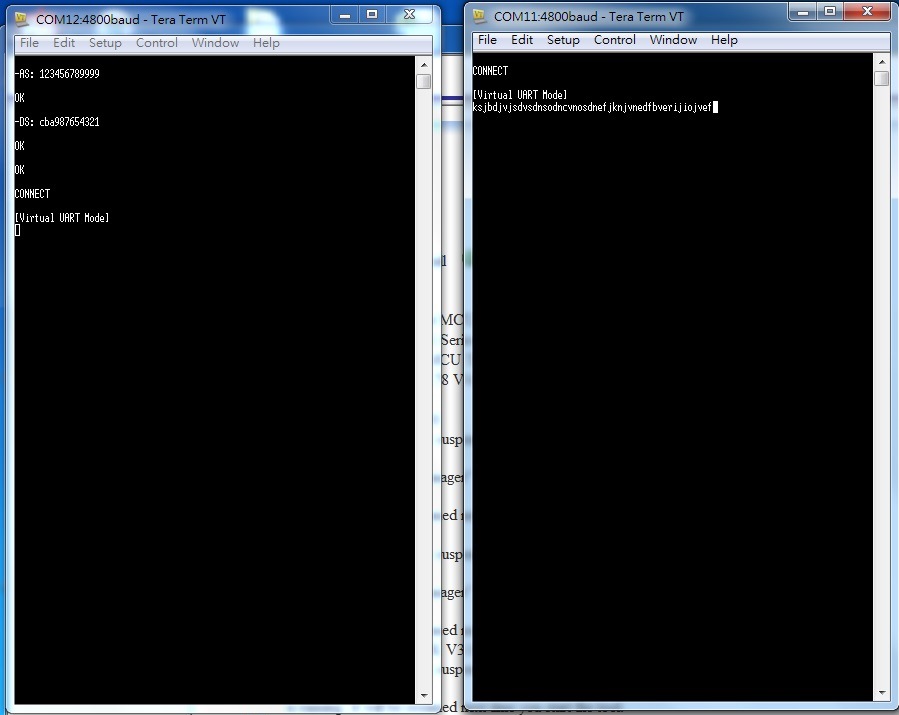 COM12:4800baud - Tera Term VT
File Edit Setup Control Window Help
-AS: 123456789999
OK
-DS: cba987654321
OK
OK
CONNECT
[Virtual UART Mode]
COM11:4800baud - Tera Term VT
File Edit Setup Control Window Help
CONNECT
[Virtual UART Mode]
ksjbdjvjsdvsdnsodncvnosdnefjknjvnedfbverijiojvef
1
MC
Seri
CU
8 V
usp
agen
ed n
usp
agen
ed n
V3
usp